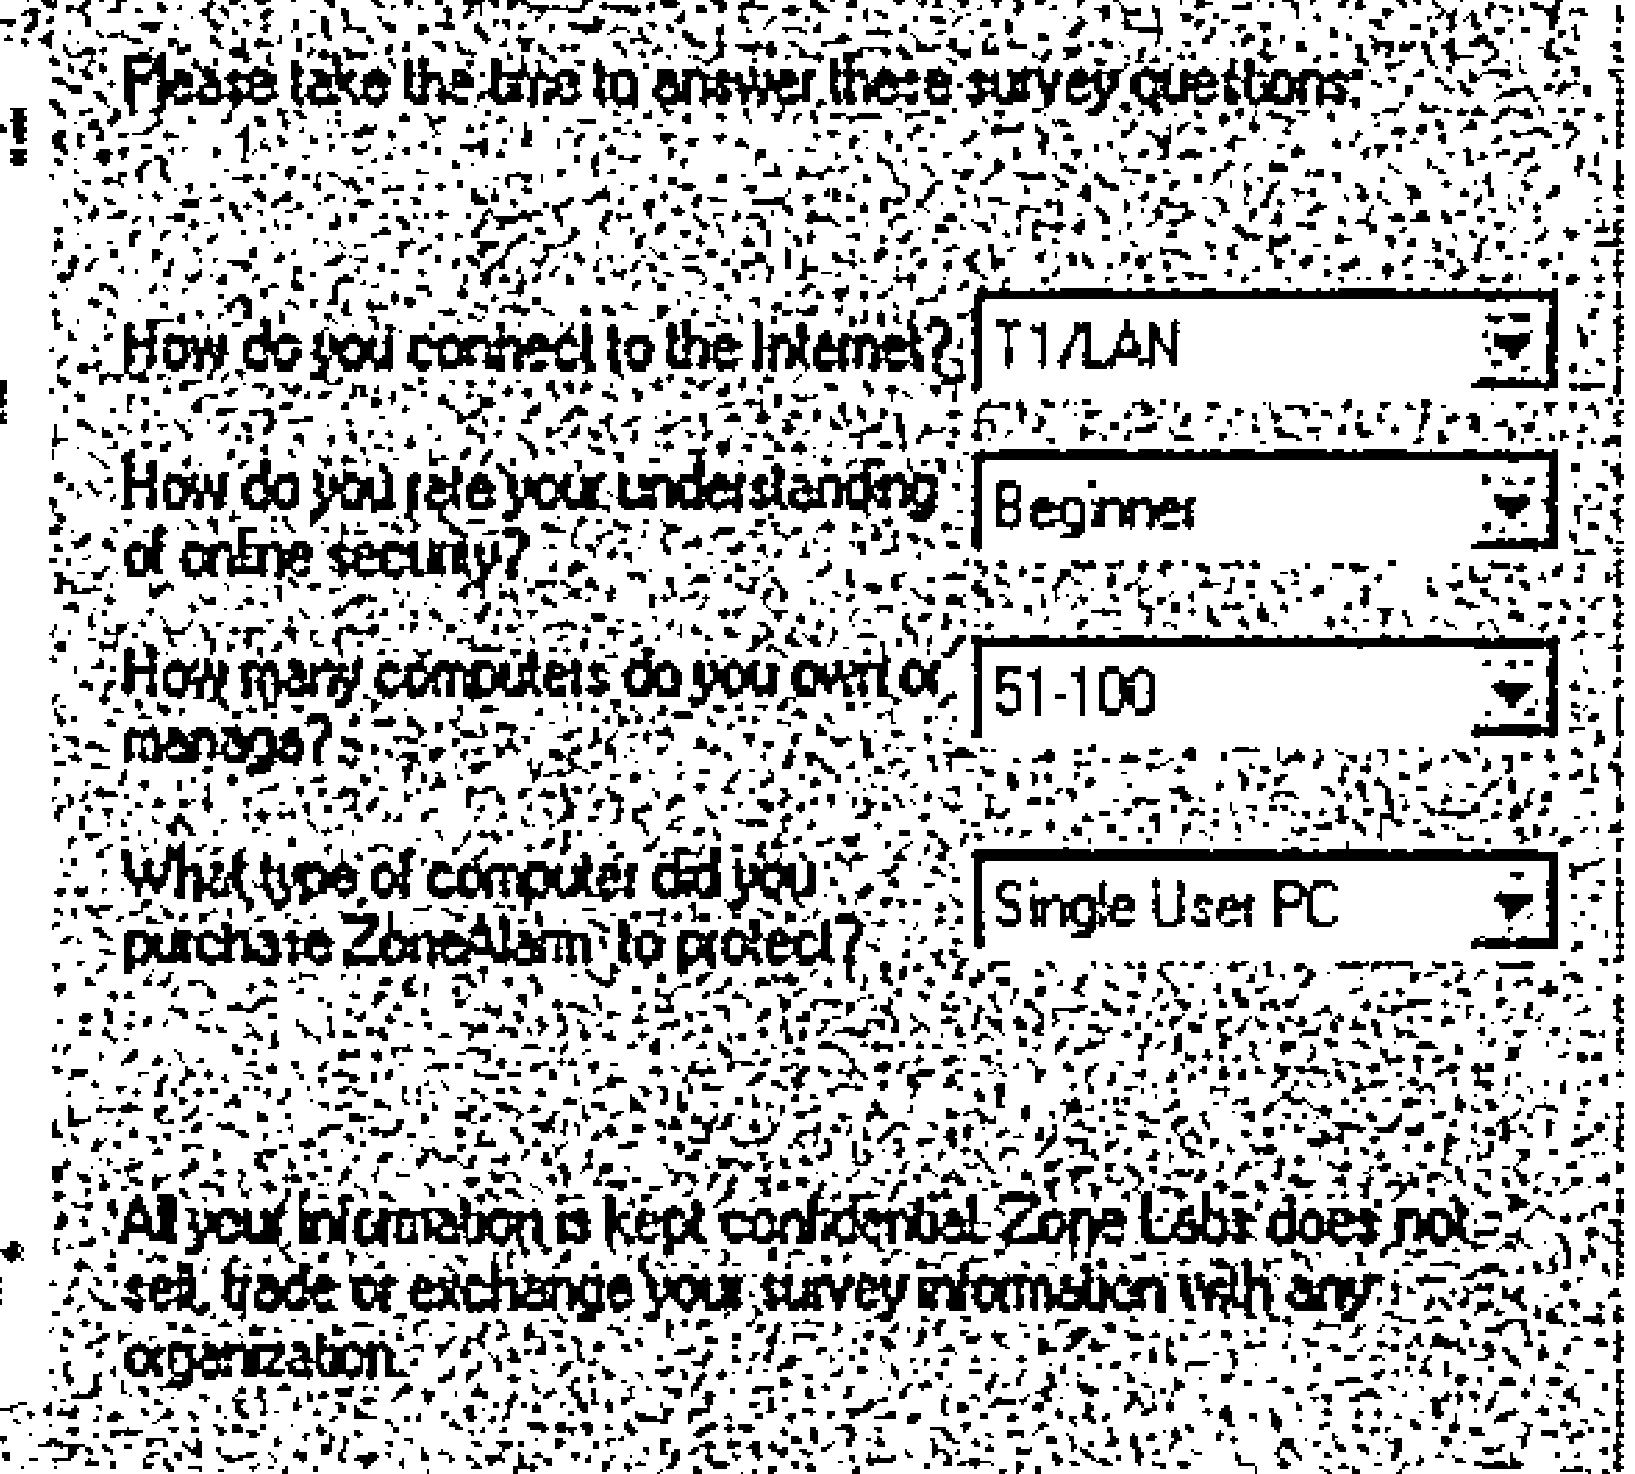 Please take the time to answer these survey questions.
How do you connect to the Internet? T1/LAN
How do you rate your understanding
of online security?
Beginner
How many computers do you own or
manage?
51-100
What type of computer did you
purchase ZoneAlarm to protect?
Single User PC
All your information is kept confidential. Zone Labs does not
sell, trade or exchange your survey information with any
organization.